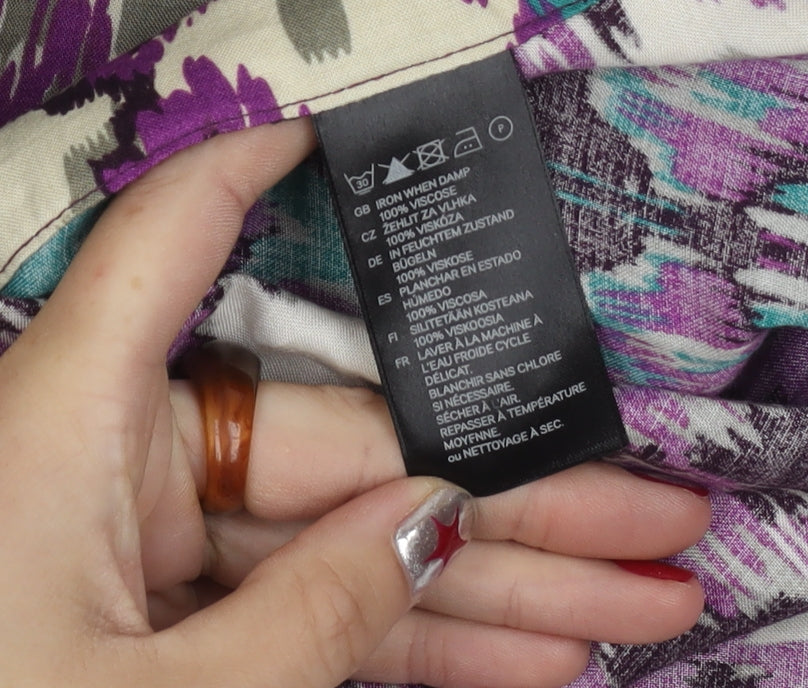 30 P
GB IRON WHEN DAMP
100% VISCOSE
CZ ŽEHLIT ZA VLHKA
100% VISKÓZA
DE IN FEUCHTEM ZUSTAND
BÜGELN
100% VISKOSE
ES PLANCHAR EN ESTADO
HÚMEDO
100% VISCOSA
FI SILITETÄÄN KOSTEANA
100% VISKOOSIA
FR LAVER À LA MACHINE À
L'EAU FROIDE CYCLE
DÉLICAT.
BLANCHIR SANS CHLORE
SI NÉCESSAIRE.
SÉCHER À L'AIR.
REPASSER À TEMPÉRATURE
MOYENNE.
ou NETTOYAGE À SEC.